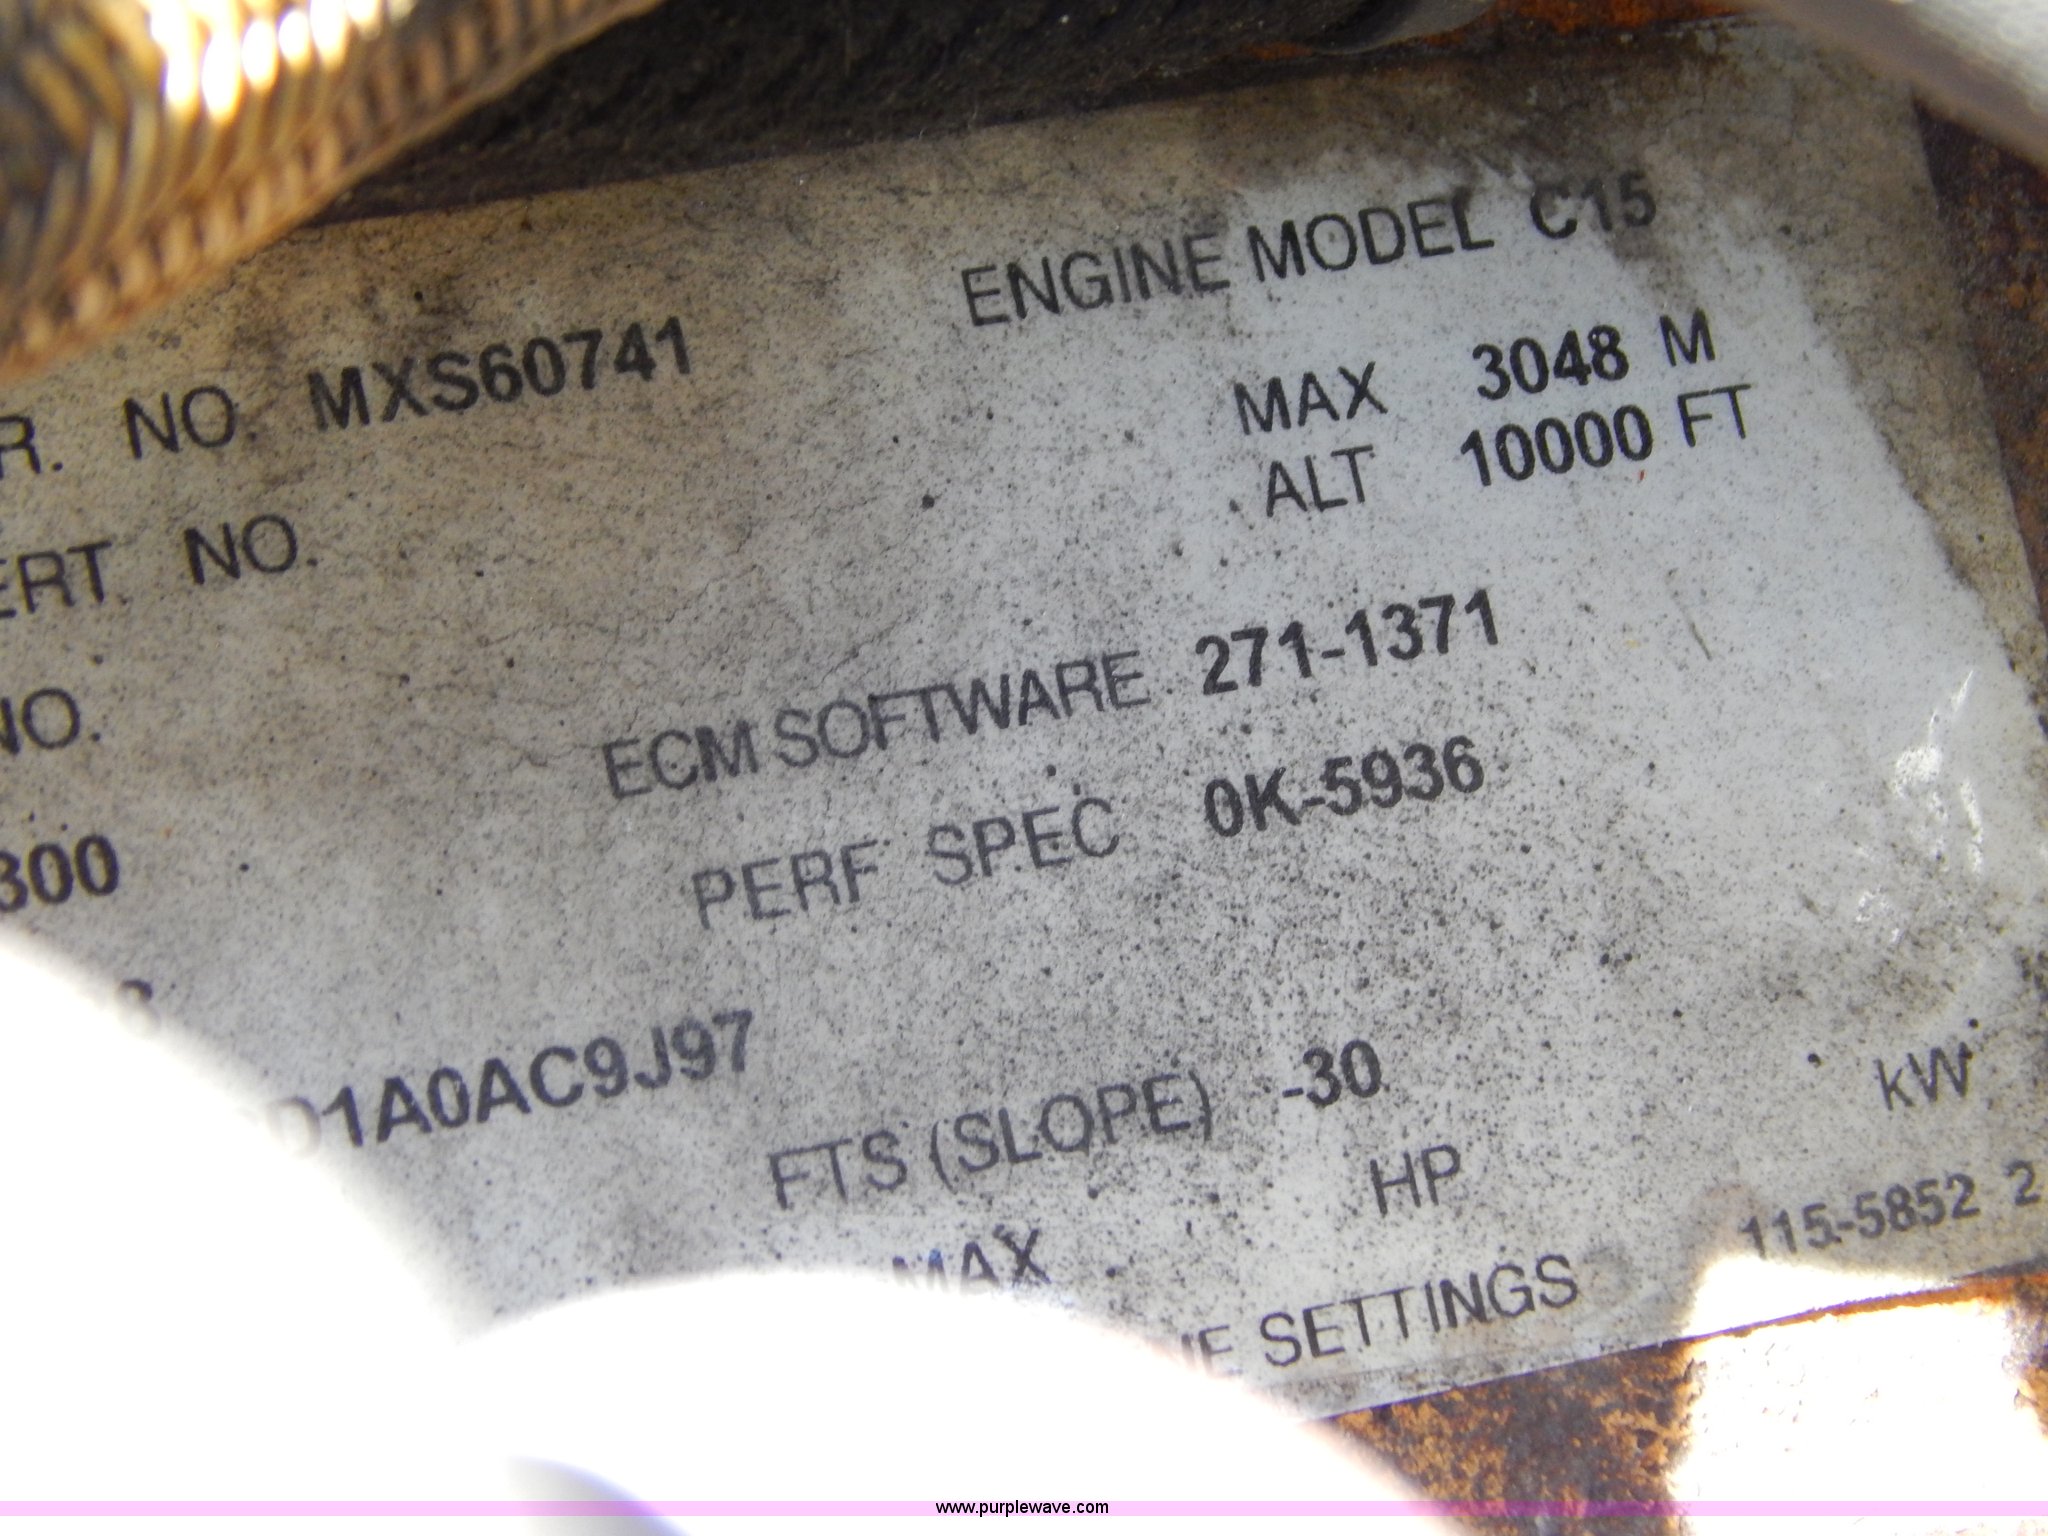 R. NO. MXS60741 ENGINE MODEL C15
MAX 3048 M
ALT 10000 FT
ERT. NO.
NO. ECM SOFTWARE 271-1371
300 PERF SPEC 0K-5936
D1A0AC9J97 FTS (SLOPE) -30
MAX HP kW
SETTINGS 115-5852 2
www.purplewave.com